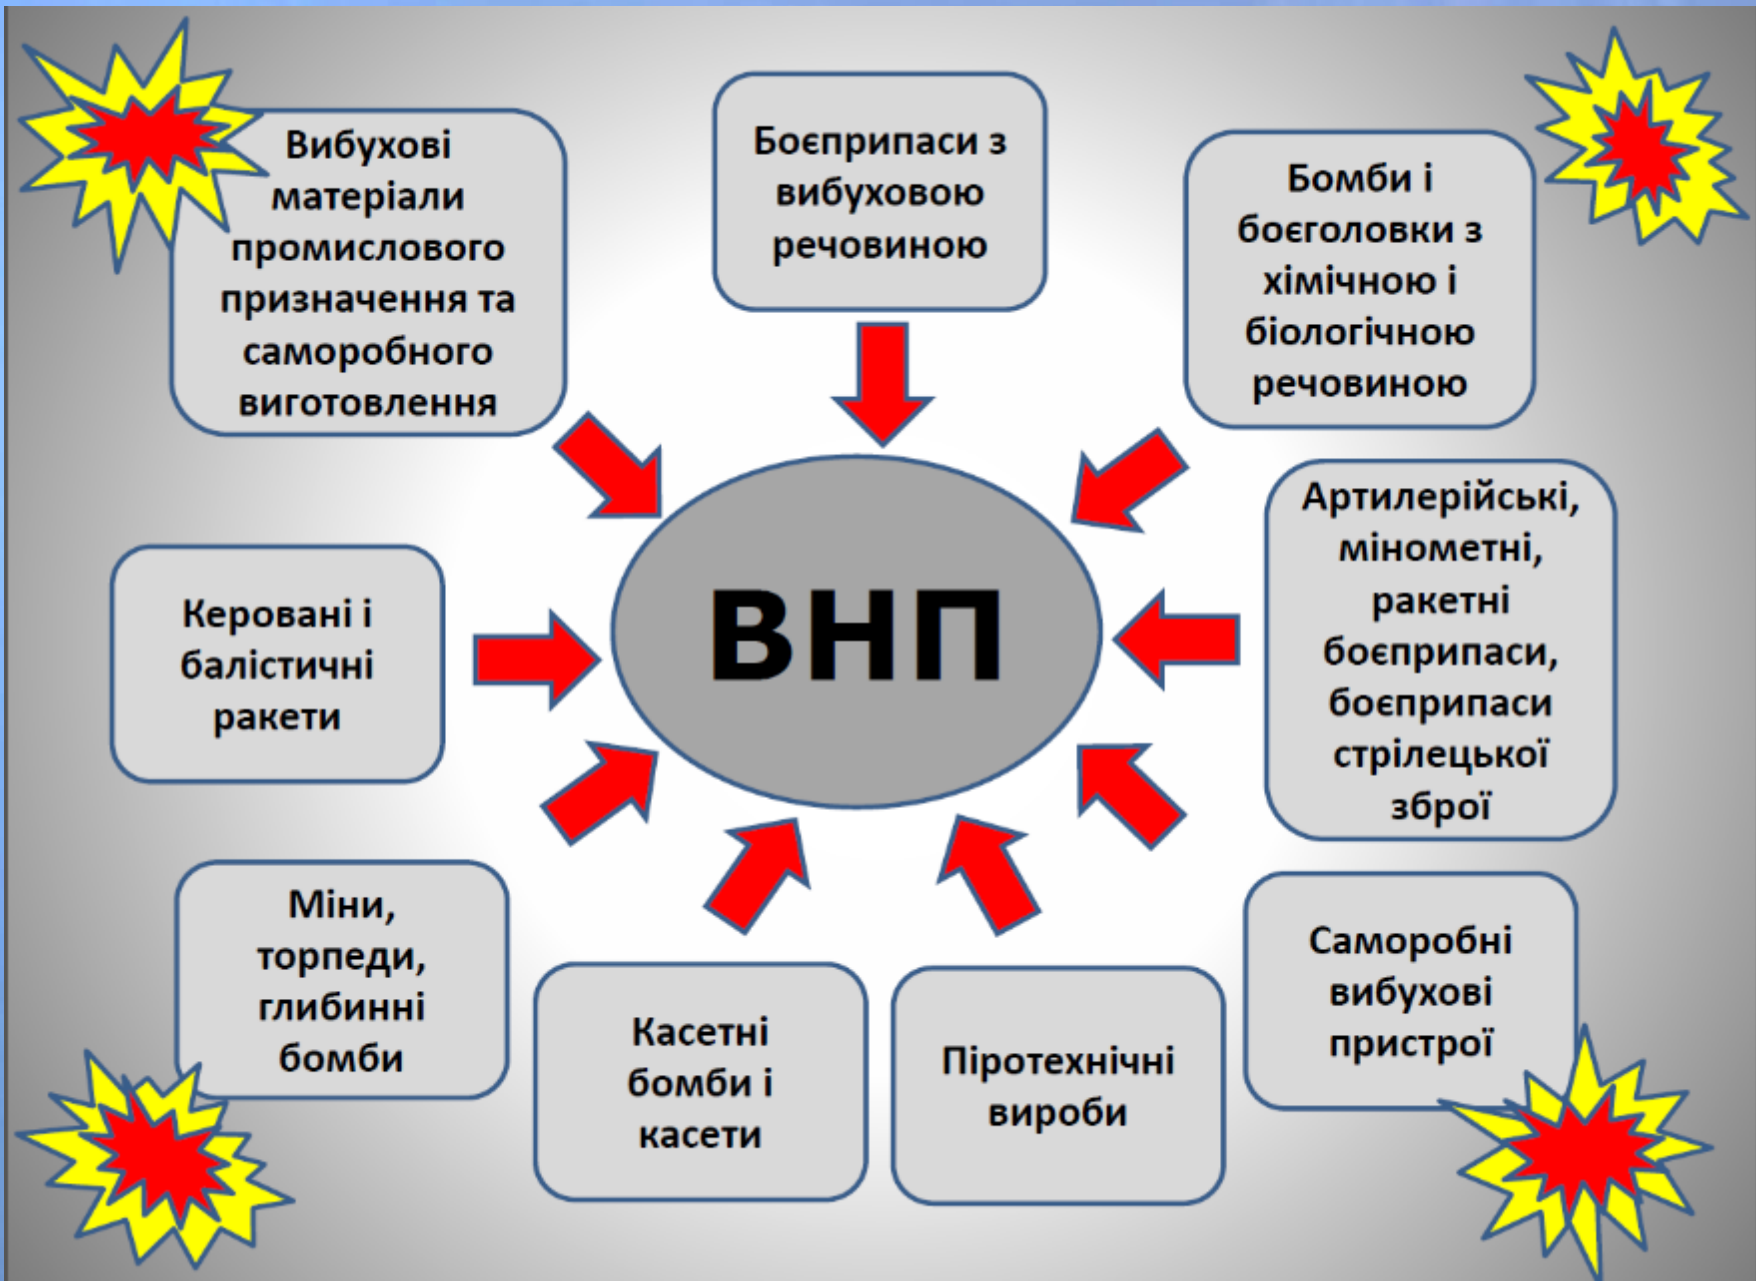 Вибухові
матеріали
промислового
призначення та
саморобного
виготовлення
Боєприпаси з
вибуховою
речовиною
Бомби і
боєголовки з
хімічною і
біологічною
речовиною
Керовані і
балістичні
ракети
ВНП
Артилерійські,
мінометні,
ракетні
боєприпаси,
боєприпаси
стрілецької
зброї
Міни,
торпеди,
глибинні
бомби
Касетні
бомби і
касети
Піротехнічні
вироби
Саморобні
вибухові
пристрої